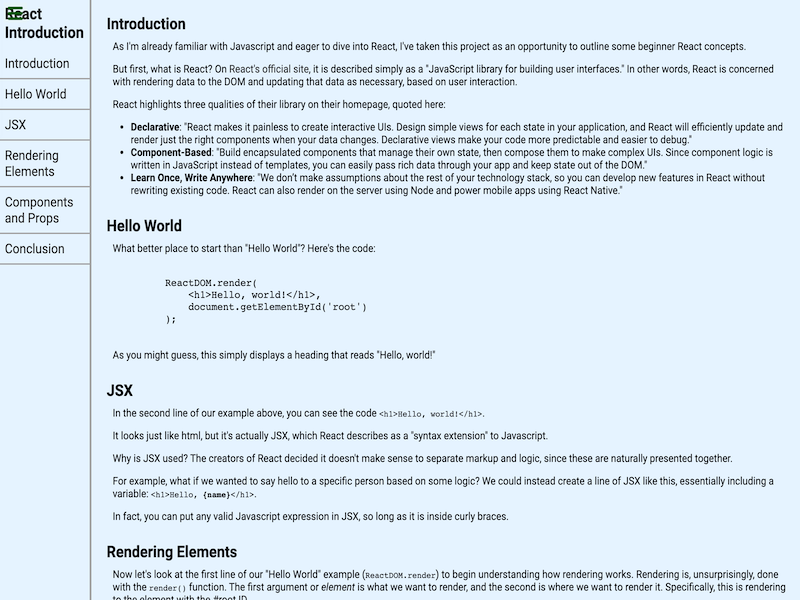 React
Introduction
Introduction
Hello World
JSX
Rendering
Elements
Components
and Props
Conclusion
Introduction
As I'm already familiar with Javascript and eager to dive into React, I've taken this project as an opportunity to outline some beginner React concepts.
But first, what is React? On React's official site, it is described simply as a "JavaScript library for building user interfaces." In other words, React is concerned
with rendering data to the DOM and updating that data as necessary, based on user interaction.
React highlights three qualities of their library on their homepage, quoted here:
• Declarative: "React makes it painless to create interactive UIs. Design simple views for each state in your application, and React will efficiently update and
render just the right components when your data changes. Declarative views make your code more predictable and easier to debug."
• Component-Based: "Build encapsulated components that manage their own state, then compose them to make complex UIs. Since component logic is
written in JavaScript instead of templates, you can easily pass rich data through your app and keep state out of the DOM."
• Learn Once, Write Anywhere: "We don't make assumptions about the rest of your technology stack, so you can develop new features in React without
rewriting existing code. React can also render on the server using Node and power mobile apps using React Native."
Hello World
What better place to start than "Hello World"? Here's the code:
ReactDOM.render(
<h1>Hello, world!</h1>,
document.getElementById('root')
);
As you might guess, this simply displays a heading that reads "Hello, world!"
JSX
In the second line of our example above, you can see the code <h1>Hello, world!</h1>.
It looks just like html, but it's actually JSX, which React describes as a "syntax extension" to Javascript.
Why is JSX used? The creators of React decided it doesn't make sense to separate markup and logic, since these are naturally presented together.
For example, what if we wanted to say hello to a specific person based on some logic? We could instead create a line of JSX like this, essentially including a
variable: <h1>Hello, {name}</h1>.
In fact, you can put any valid Javascript expression in JSX, so long as it is inside curly braces.
Rendering Elements
Now let's look at the first line of our "Hello World" example (ReactDOM.render) to begin understanding how rendering works. Rendering is, unsurprisingly, done
with the render() function. The first argument or element is what we want to render, and the second is where we want to render it. Specifically, this is rendering
to the element with the #root ID.